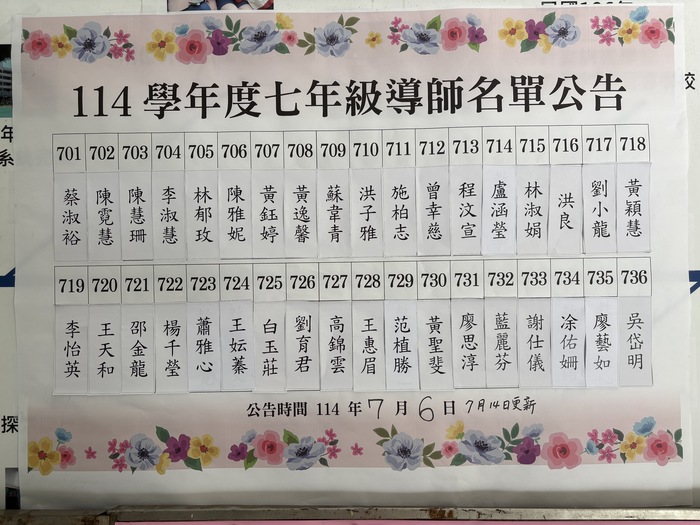 114 學年度七年級導師名單公告
701 702 703 704 705 706 707 708 709 710 711 712 713 714 715 716 717 718
蔡淑裕 陳霓慧 陳慧珊 李淑慧 林郁玫 陳雅妮 黃鈺婷 黃逸馨 蘇韋青 洪子雅 施柏志 曾幸慈 程汶宣 盧涵瑩 林淑娟 洪良 劉小龍 黃穎慧
719 720 721 722 723 724 725 726 727 728 729 730 731 732 733 734 735 736
李怡英 王天和 邵金龍 楊千瑩 蕭雅心 王妘蓁 白玉莊 劉育君 高錦雲 王惠眉 范植勝 黃聖斐 廖思淳 藍麗芬 謝仕儀 凃佑姍 廖藝如 吳岱明
公告時間 114 年 7 月 6 日 7月14日更新
校
年
系
探